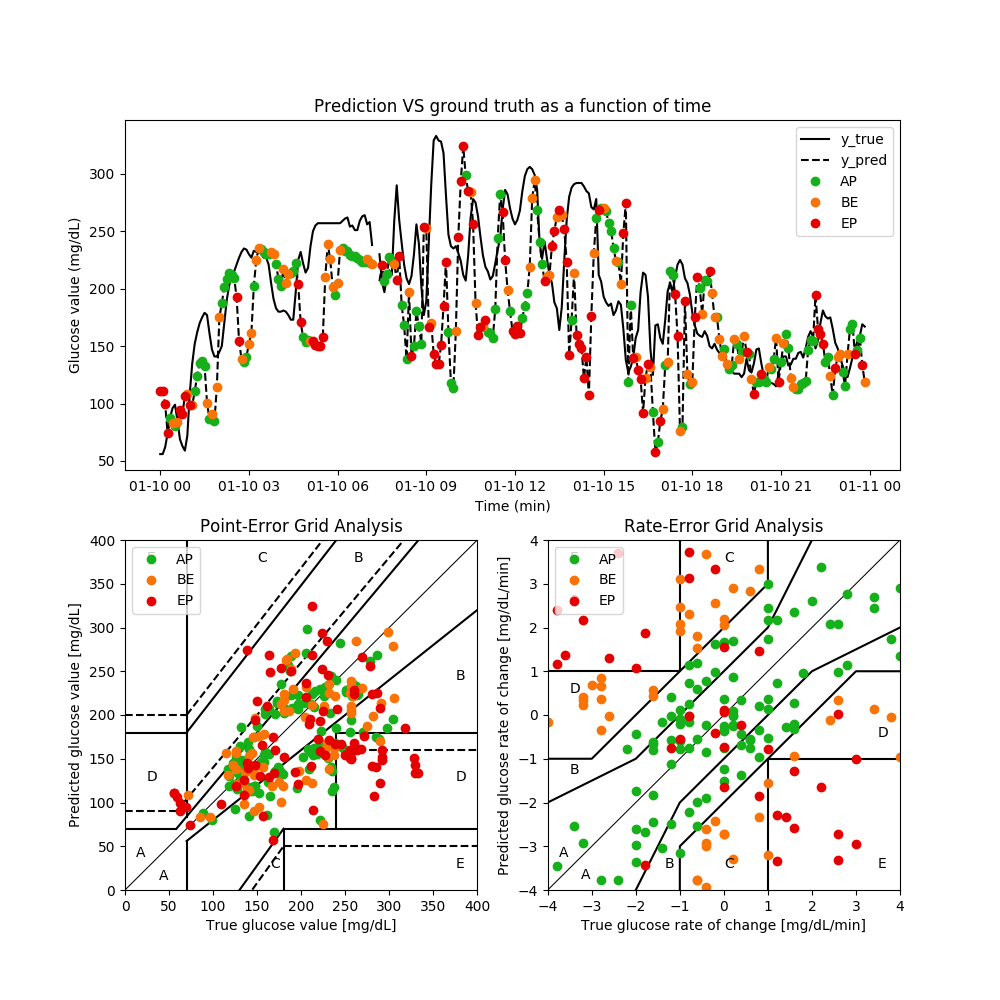 Prediction VS ground truth as a function of time
Glucose value (mg/dL)
300
250
200
150
100
50
y_true
y_pred
AP
BE
EP
01-10 00 01-10 03 01-10 06 01-10 09 01-10 12 01-10 15 01-10 18 01-10 21 01-11 00
Time (min)
Point-Error Grid Analysis
Predicted glucose value [mg/dL]
400
350
300
250
200
150
100
50
0
AP
BE
EP
C
B
B
D
D
A
A
C
E
0 50 100 150 200 250 300 350 400
True glucose value [mg/dL]
Rate-Error Grid Analysis
Predicted glucose rate of change [mg/dL/min]
4
3
2
1
0
−1
−2
−3
−4
AP
BE
EP
C
D
D
B
A
A
B
C
E
−4 −3 −2 −1 0 1 2 3 4
True glucose rate of change [mg/dL/min]